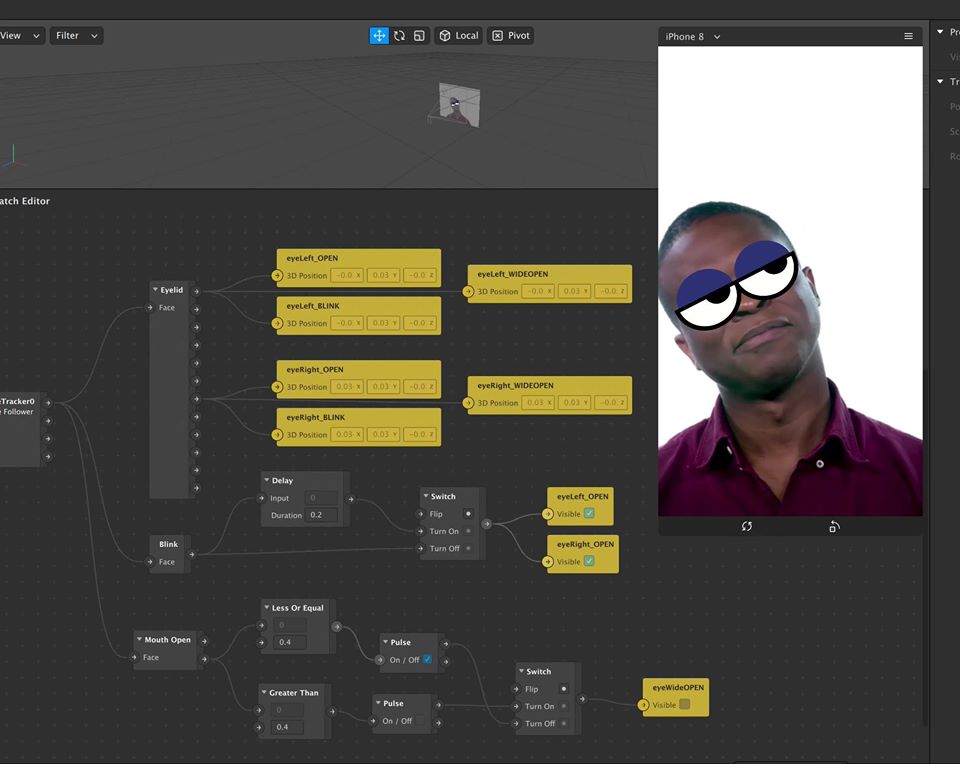 View
Filter
Local
Pivot
iPhone 8
Patch Editor
eyeLeft_OPEN
3D Position -0.0 X 0.03 Y -0.0 Z
eyeLeft_WIDEOPEN
3D Position -0.0 X 0.03 Y -0.0 Z
Eyelid
Face
eyeLeft_BLINK
3D Position -0.0 X 0.03 Y -0.0 Z
eyeRight_OPEN
3D Position 0.03 X 0.03 Y -0.0 Z
eyeRight_WIDEOPEN
3D Position 0.03 X 0.03 Y -0.0 Z
eTracker0
e Follower
eyeRight_BLINK
3D Position 0.03 X 0.03 Y -0.0 Z
Delay
Input 0
Duration 0.2
Switch
Flip
Turn On
Turn Off
eyeLeft_OPEN
Visible
eyeRight_OPEN
Visible
Blink
Face
Less Or Equal
0
0.4
Mouth Open
Face
Pulse
On / Off
Greater Than
0
0.4
Pulse
On / Off
Switch
Flip
Turn On
Turn Off
eyeWideOPEN
Visible
Pr
Vis
Tr
Po
Sc
Ro